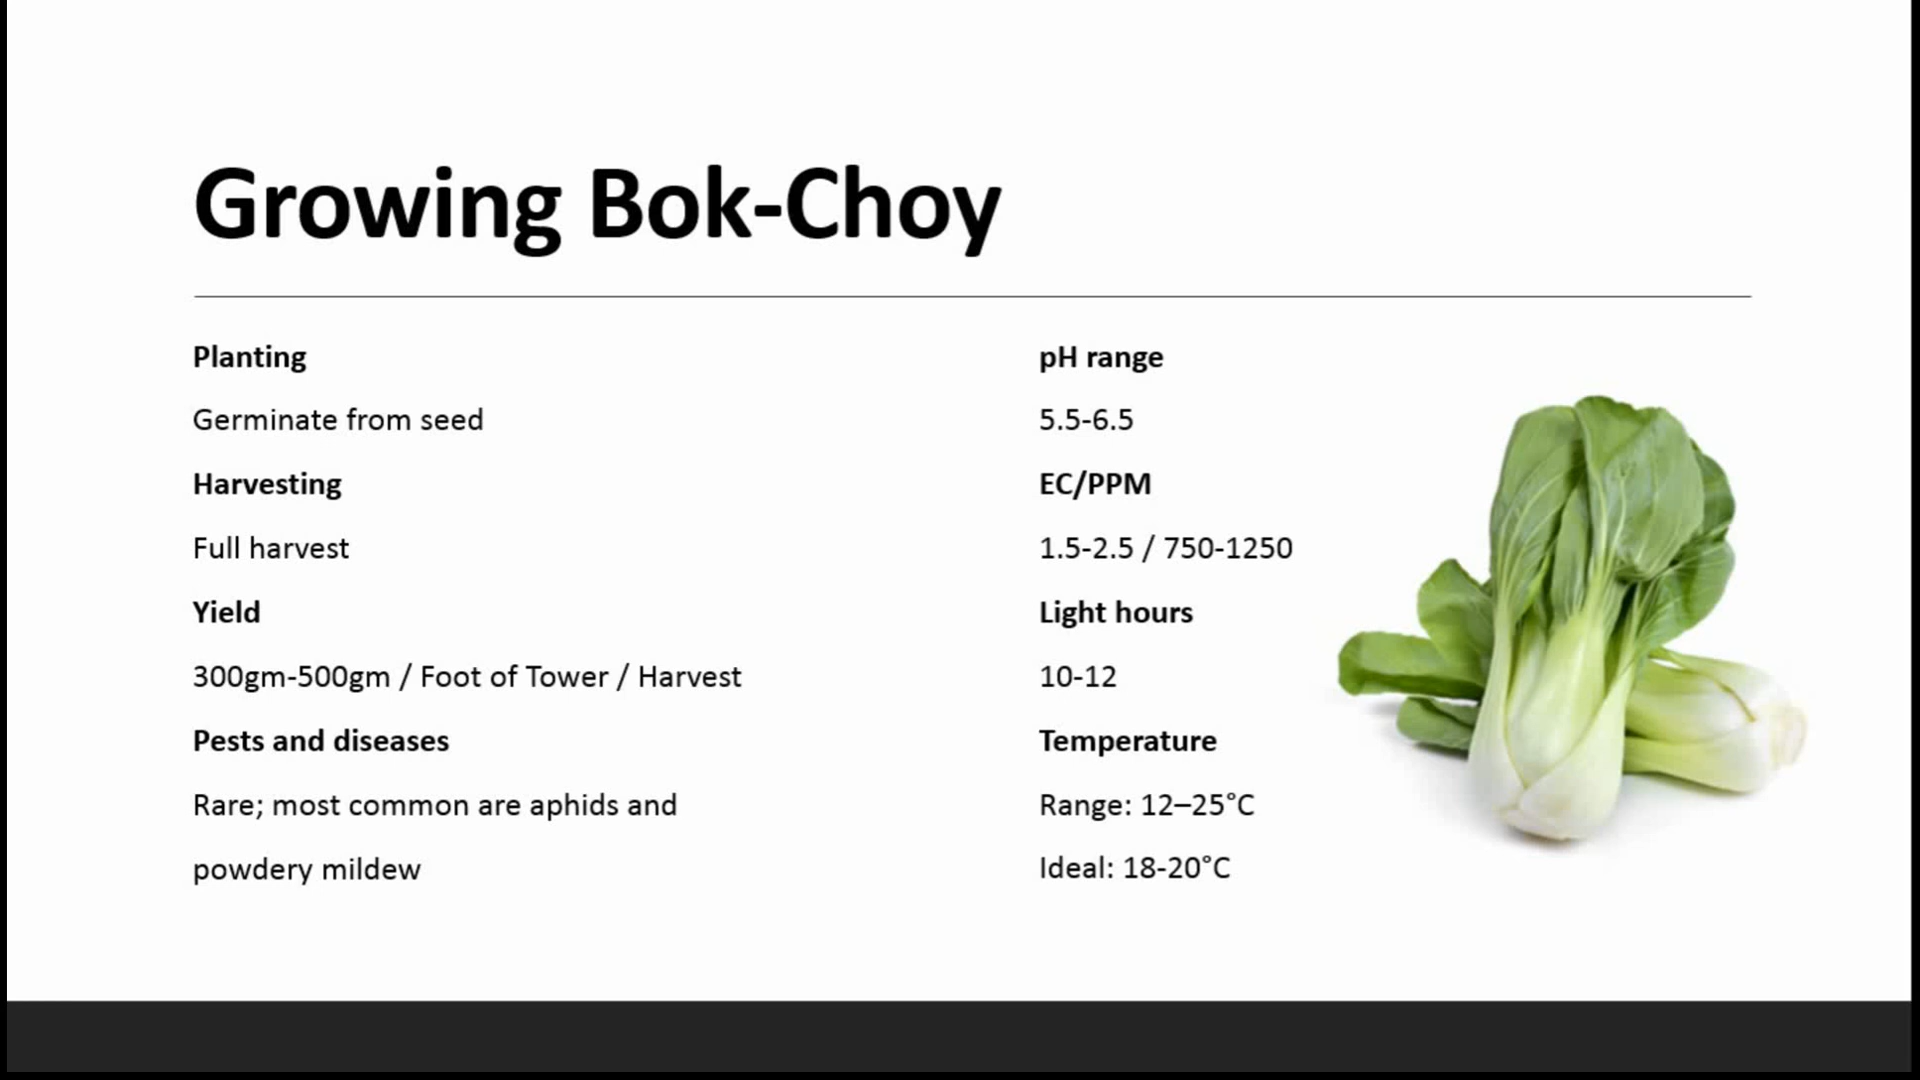 Growing Bok-Choy
Planting
Germinate from seed
Harvesting
Full harvest
Yield
300gm-500gm / Foot of Tower / Harvest
Pests and diseases
Rare; most common are aphids and
powdery mildew
pH range
5.5-6.5
EC/PPM
1.5-2.5 / 750-1250
Light hours
10-12
Temperature
Range: 12–25°C
Ideal: 18-20°C